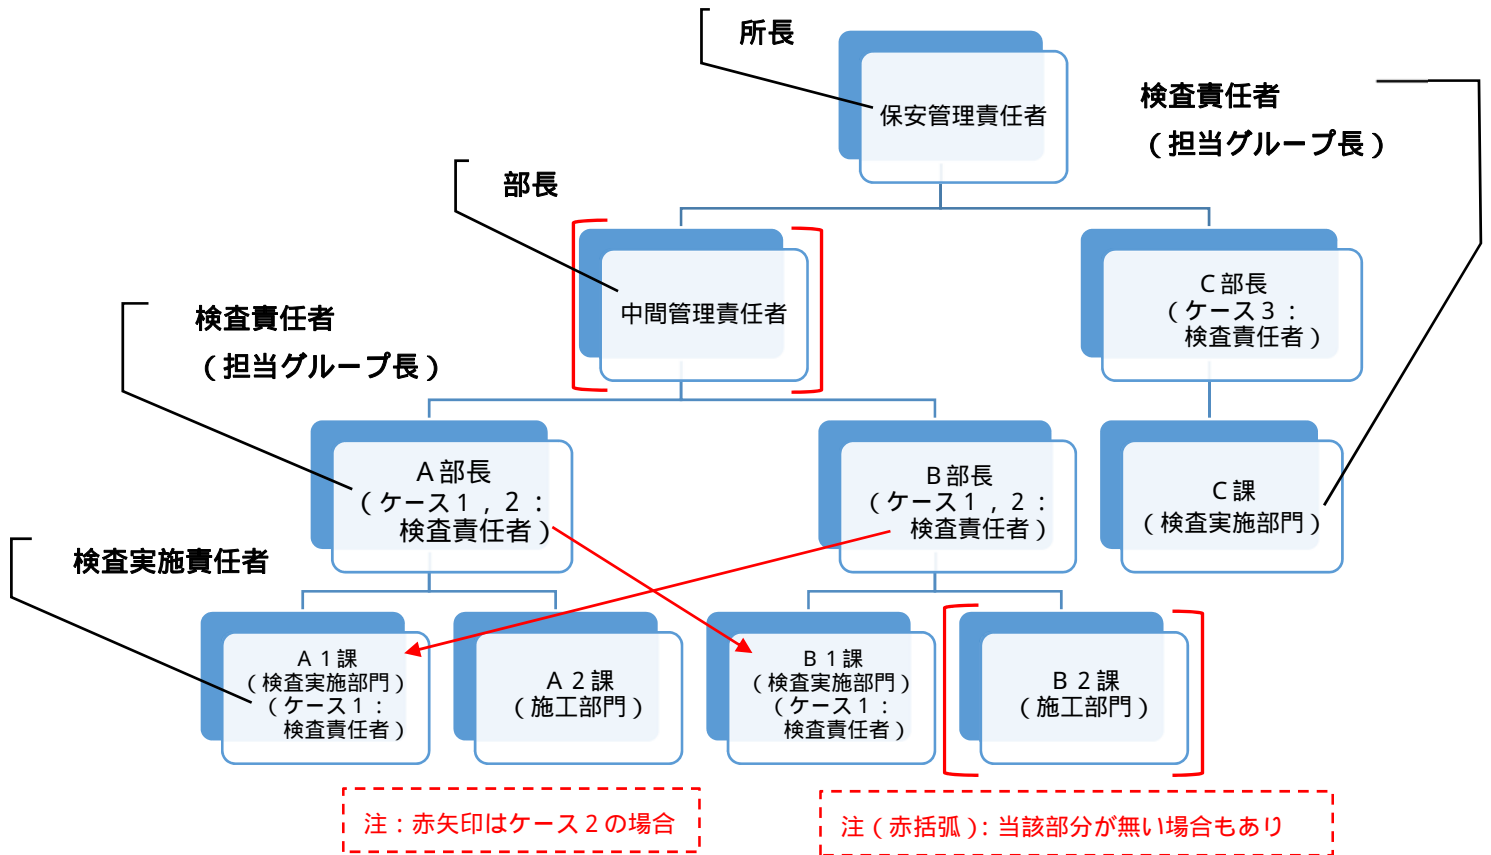 所長
保安管理責任者
検査責任者
（担当グループ長）
部長
中間管理責任者
C部長
（ケース３：
検査責任者）
検査責任者
（担当グループ長）
A部長
（ケース１，２：
検査責任者）
B部長
（ケース１，２：
検査責任者）
C課
（検査実施部門）
検査実施責任者
A１課
（検査実施部門）
（ケース１：
検査責任者）
A２課
（施工部門）
B１課
（検査実施部門）
（ケース１：
検査責任者）
B２課
（施工部門）
注：赤矢印はケース２の場合
注（赤括弧）：当該部分が無い場合もあり